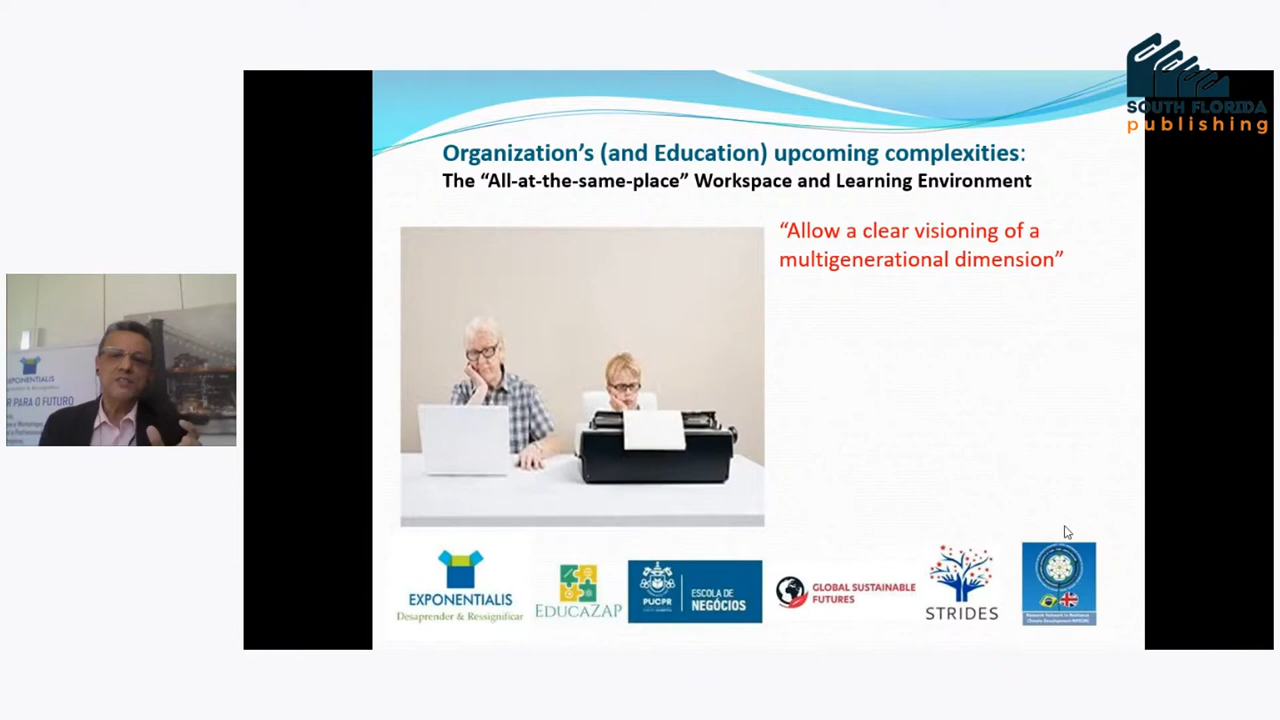 SOUTH FLORIDA
publishing
Organization’s (and Education) upcoming complexities:
The “All-at-the-same-place” Workspace and Learning Environment
“Allow a clear visioning of a
multigenerational dimension”
EXPONENTIALIS
R PARA O FUTURO
EXPONENTIALIS
Desaprender & Ressignificar
EDUCAZAP
PUCPR
ESCOLA DE
NEGÓCIOS
GLOBAL SUSTAINABLE
FUTURES
STRIDES